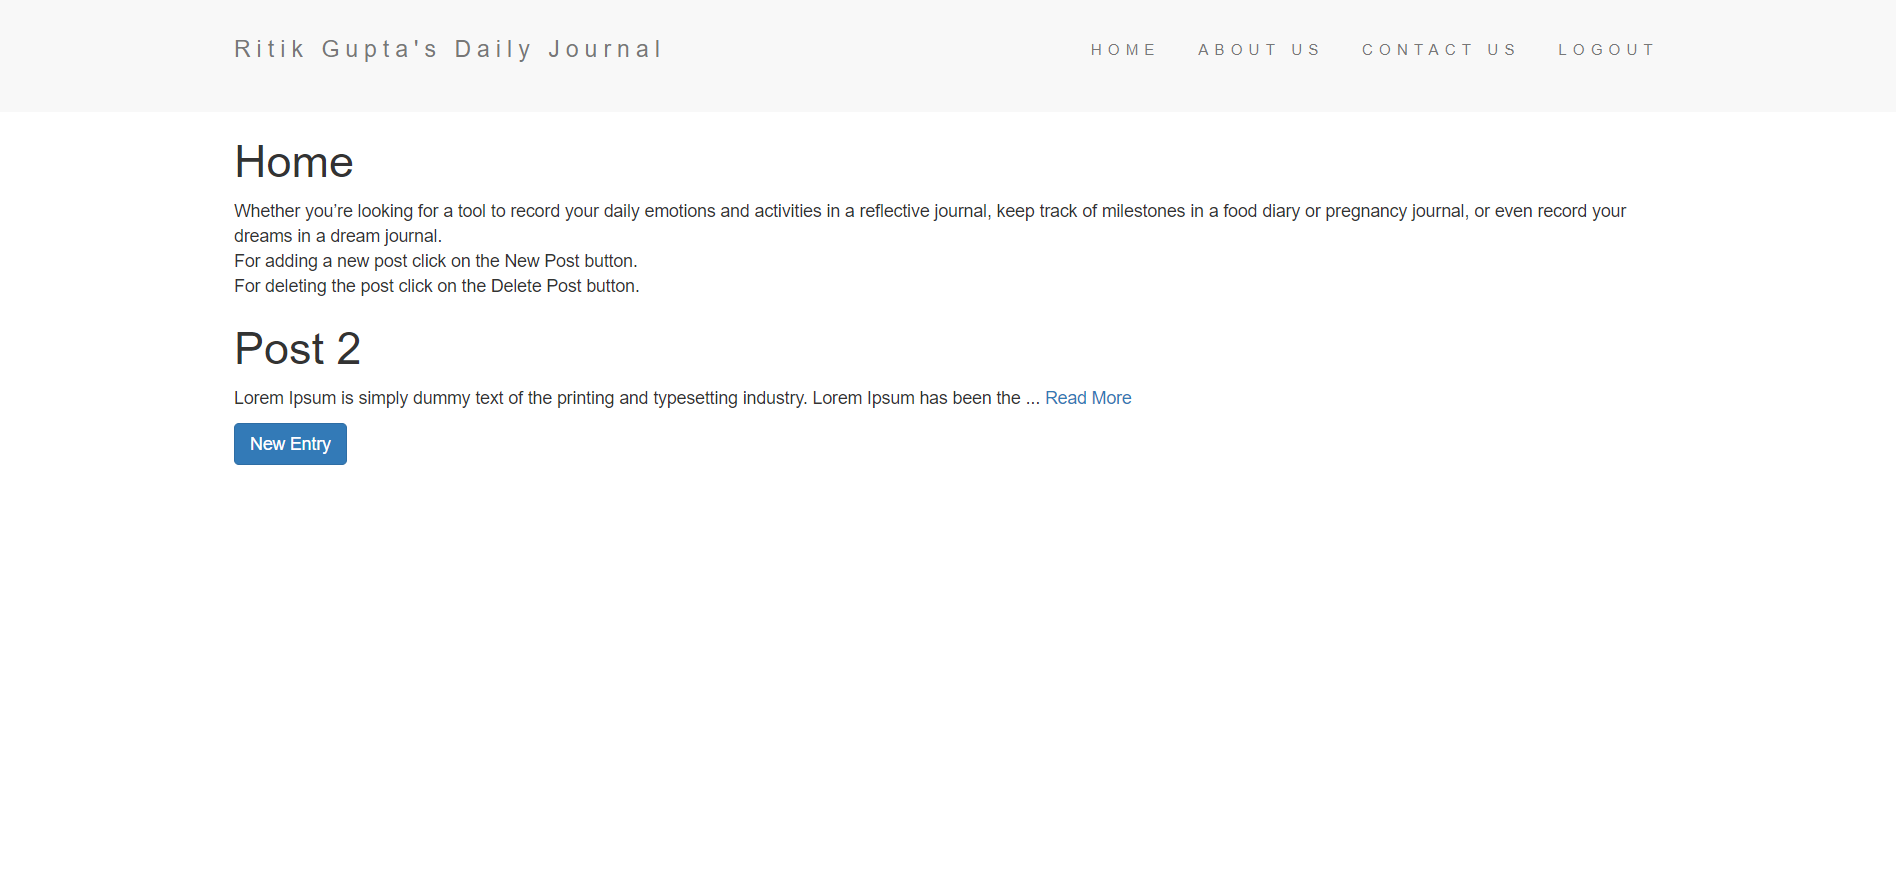 Ritik Gupta's Daily Journal
HOME ABOUT US CONTACT US LOGOUT
Home
Whether you’re looking for a tool to record your daily emotions and activities in a reflective journal, keep track of milestones in a food diary or pregnancy journal, or even record your
dreams in a dream journal.
For adding a new post click on the New Post button.
For deleting the post click on the Delete Post button.
Post 2
Lorem Ipsum is simply dummy text of the printing and typesetting industry. Lorem Ipsum has been the ... Read More
New Entry